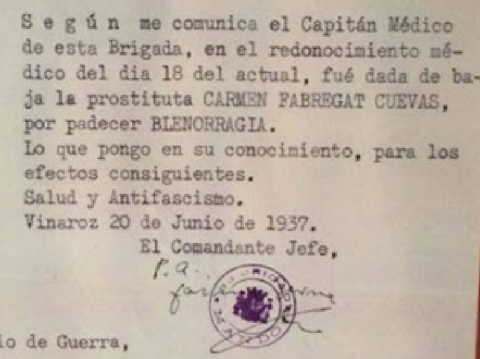 S e g ú n me comunica el Capitán Médico
de esta Brigada, en el redonocimiento mé-
dico del dia 18 del actual, fué dada de ba-
ja la prostituta CARMEN FABREGAT CUEVAS,
por padecer BLENORRAGIA.
Lo que pongo en su conocimiento, para los
efectos consiguientes.
Salud y Antifascismo.
Vinaroz 20 de Junio de 1937.
El Comandante Jefe,
P.A.
io de Guerra,